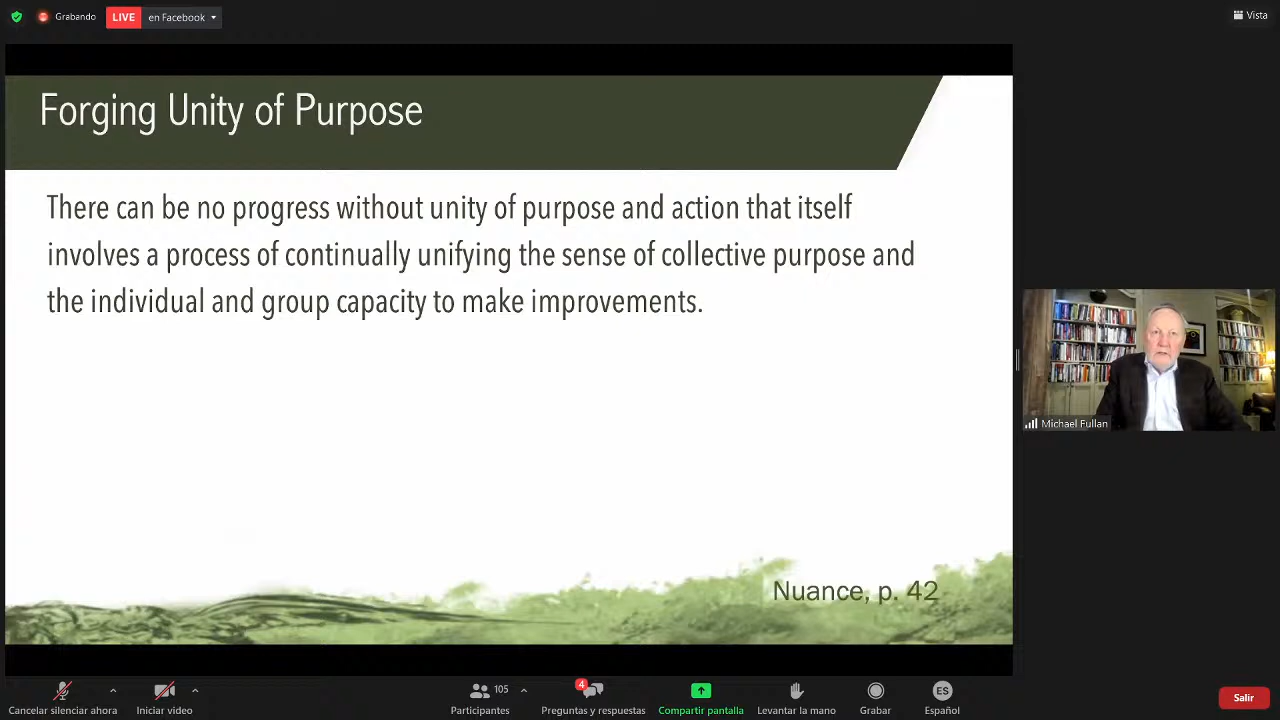 Grabando
LIVE
en Facebook
Vista
Forging Unity of Purpose
There can be no progress without unity of purpose and action that itself
involves a process of continually unifying the sense of collective purpose and
the individual and group capacity to make improvements.
Nuance, p. 42
Michael Fullan
Cancelar silenciar ahora
Iniciar video
105
Participantes
4
Preguntas y respuestas
Compartir pantalla
Levantar la mano
Grabar
ES
Español
Salir